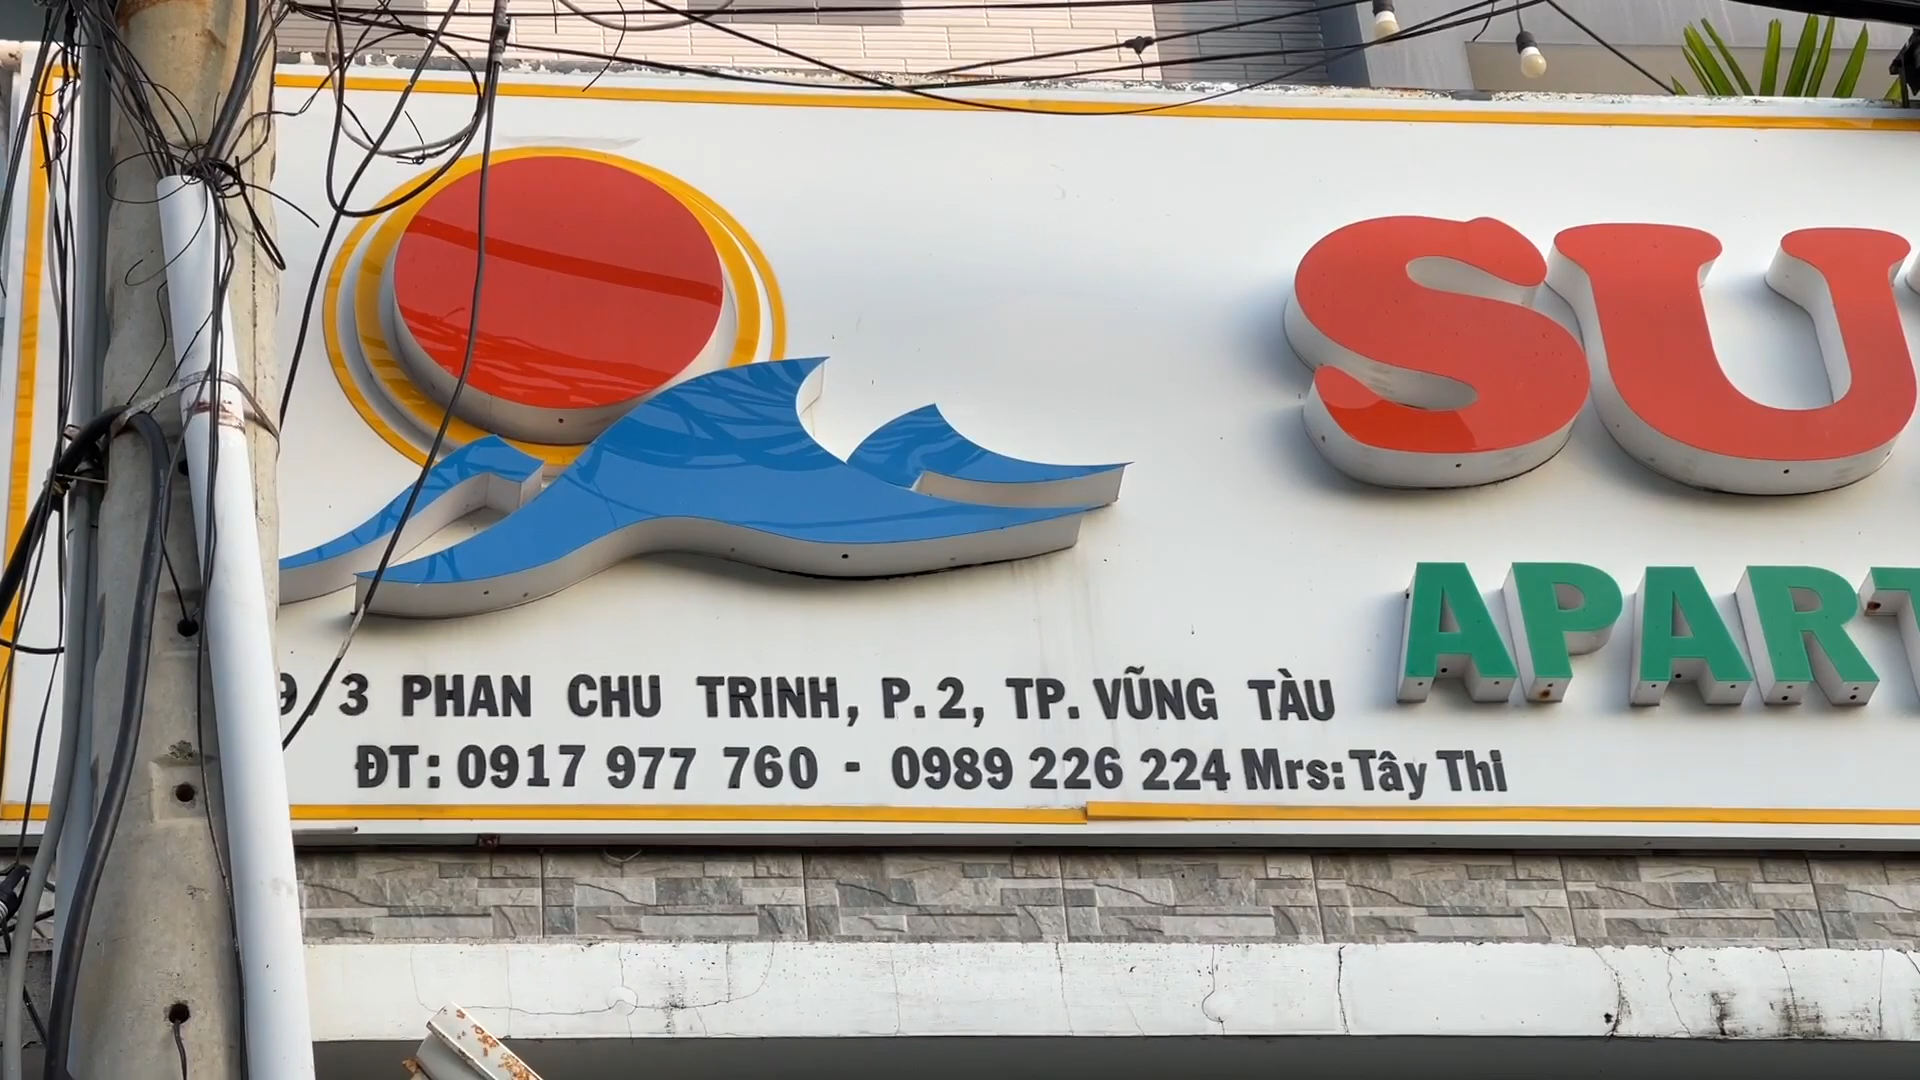 SU
APART
9/3 PHAN CHU TRINH, P.2, TP. VŨNG TÀU
ĐT: 0917 977 760 - 0989 226 224 Mrs: Tây Thi